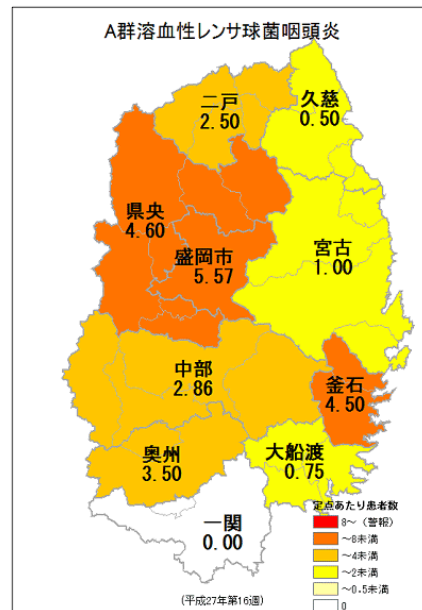 A群溶血性レンサ球菌咽頭炎
久慈
0.50
二戸
2.50
県央
4.60
盛岡市
5.57
宮古
1.00
中部
2.86
釜石
4.50
奥州
3.50
大船渡
0.75
一関
0.00
定点あたり患者数
8～（警報）
～8未満
～4未満
～2未満
～0.5未満
0
(平成27年第16週)